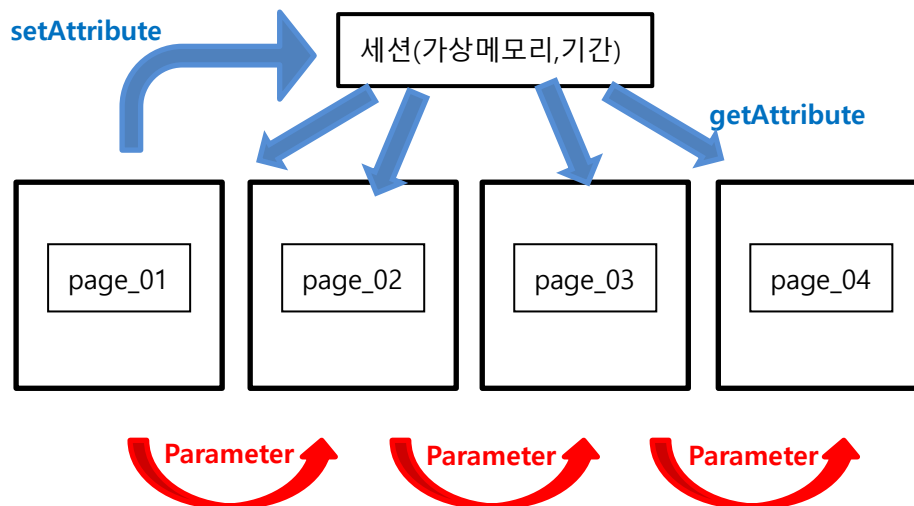 setAttribute
세션(가상메모리,기간)
getAttribute
page_01
page_02
page_03
page_04
Parameter
Parameter
Parameter